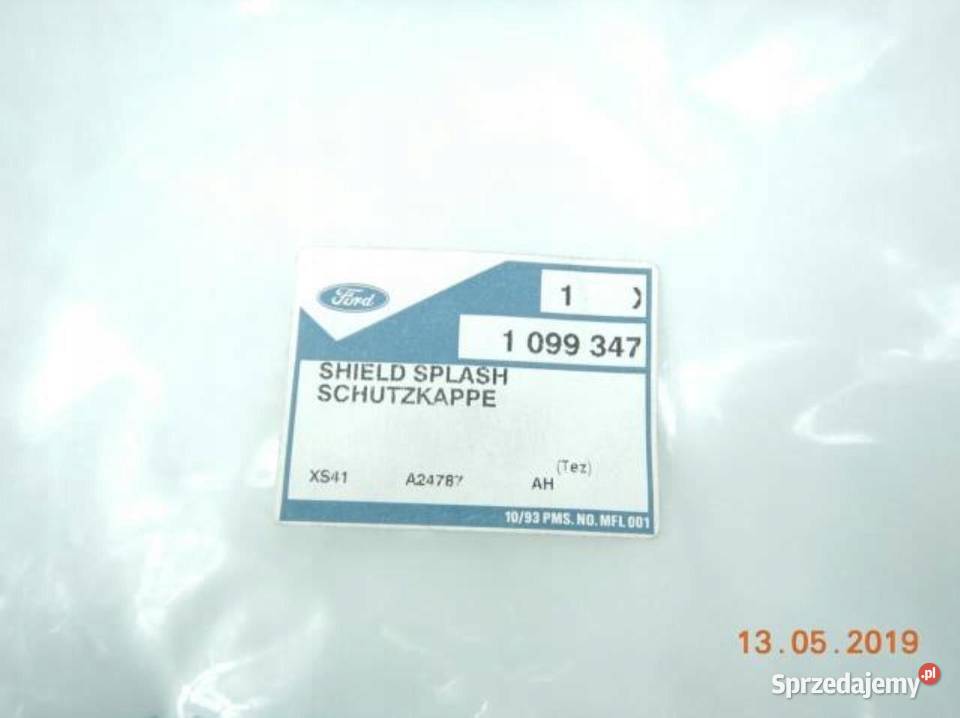 Ford
1 X
1 099 347
SHIELD SPLASH
SCHUTZKAPPE
(Tez)
XS41 A24787 AH
10/93 PMS. NO. MFL 001
13.05.2019
Sprzedajemy.pl